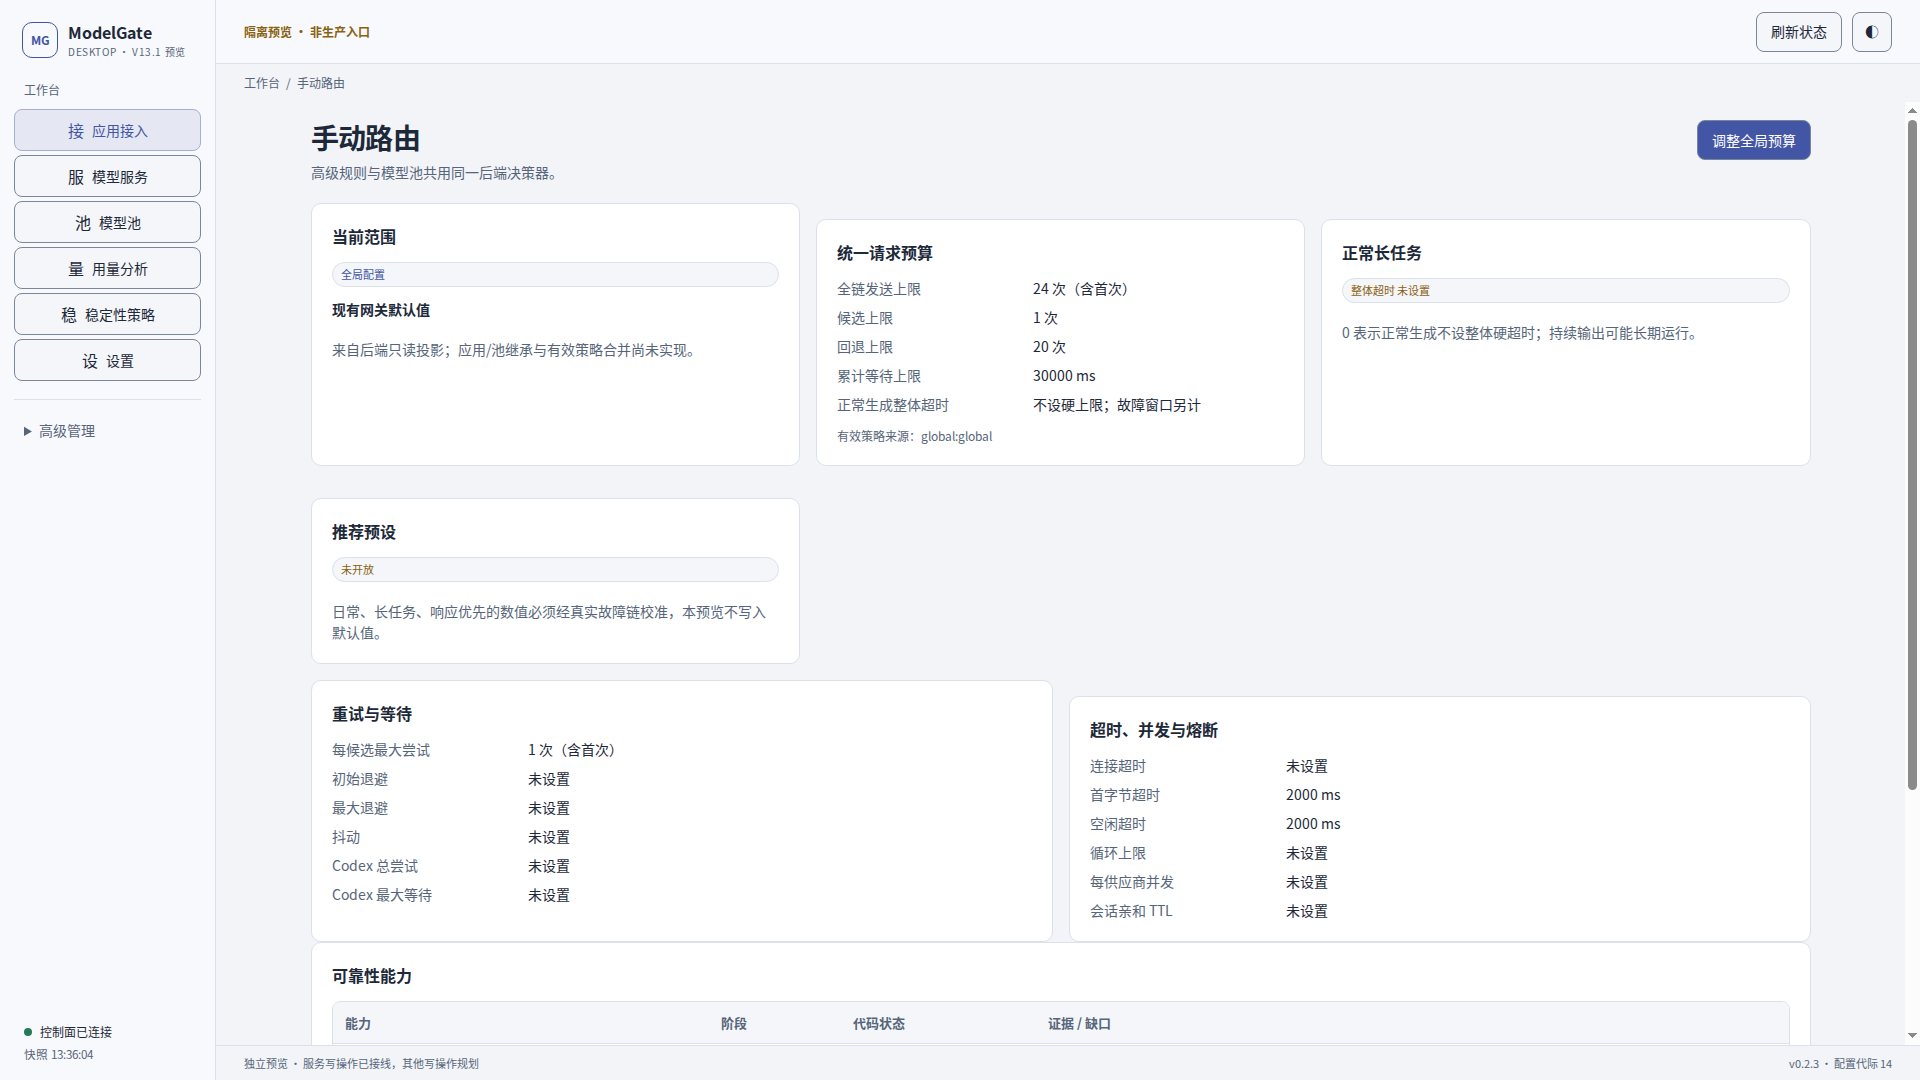 MG
ModelGate
DESKTOP · V13.1 预览
工作台
接 应用接入
服 模型服务
池 模型池
量 用量分析
稳 稳定性策略
设 设置
▶ 高级管理
控制面已连接
快照 13:36:04
隔离预览 · 非生产入口
刷新状态
工作台 / 手动路由
手动路由
高级规则与模型池共用同一后端决策器。
调整全局预算
当前范围
全局配置
现有网关默认值
来自后端只读投影；应用/池继承与有效策略合并尚未实现。
统一请求预算
全链发送上限 24 次（含首次）
候选上限 1 次
回退上限 20 次
累计等待上限 30000 ms
正常生成整体超时 不设硬上限；故障窗口另计
有效策略来源：global:global
正常长任务
整体超时 未设置
0 表示正常生成不设整体硬超时；持续输出可能长期运行。
推荐预设
未开放
日常、长任务、响应优先的数值必须经真实故障链校准，本预览不写入
默认值。
重试与等待
每候选最大尝试 1 次（含首次）
初始退避 未设置
最大退避 未设置
抖动 未设置
Codex 总尝试 未设置
Codex 最大等待 未设置
超时、并发与熔断
连接超时 未设置
首字节超时 2000 ms
空闲超时 2000 ms
循环上限 未设置
每供应商并发 未设置
会话亲和 TTL 未设置
可靠性能力
能力 阶段 代码状态 证据 / 缺口
独立预览 · 服务写操作已接线，其他写操作规划
v0.2.3 · 配置代际 14